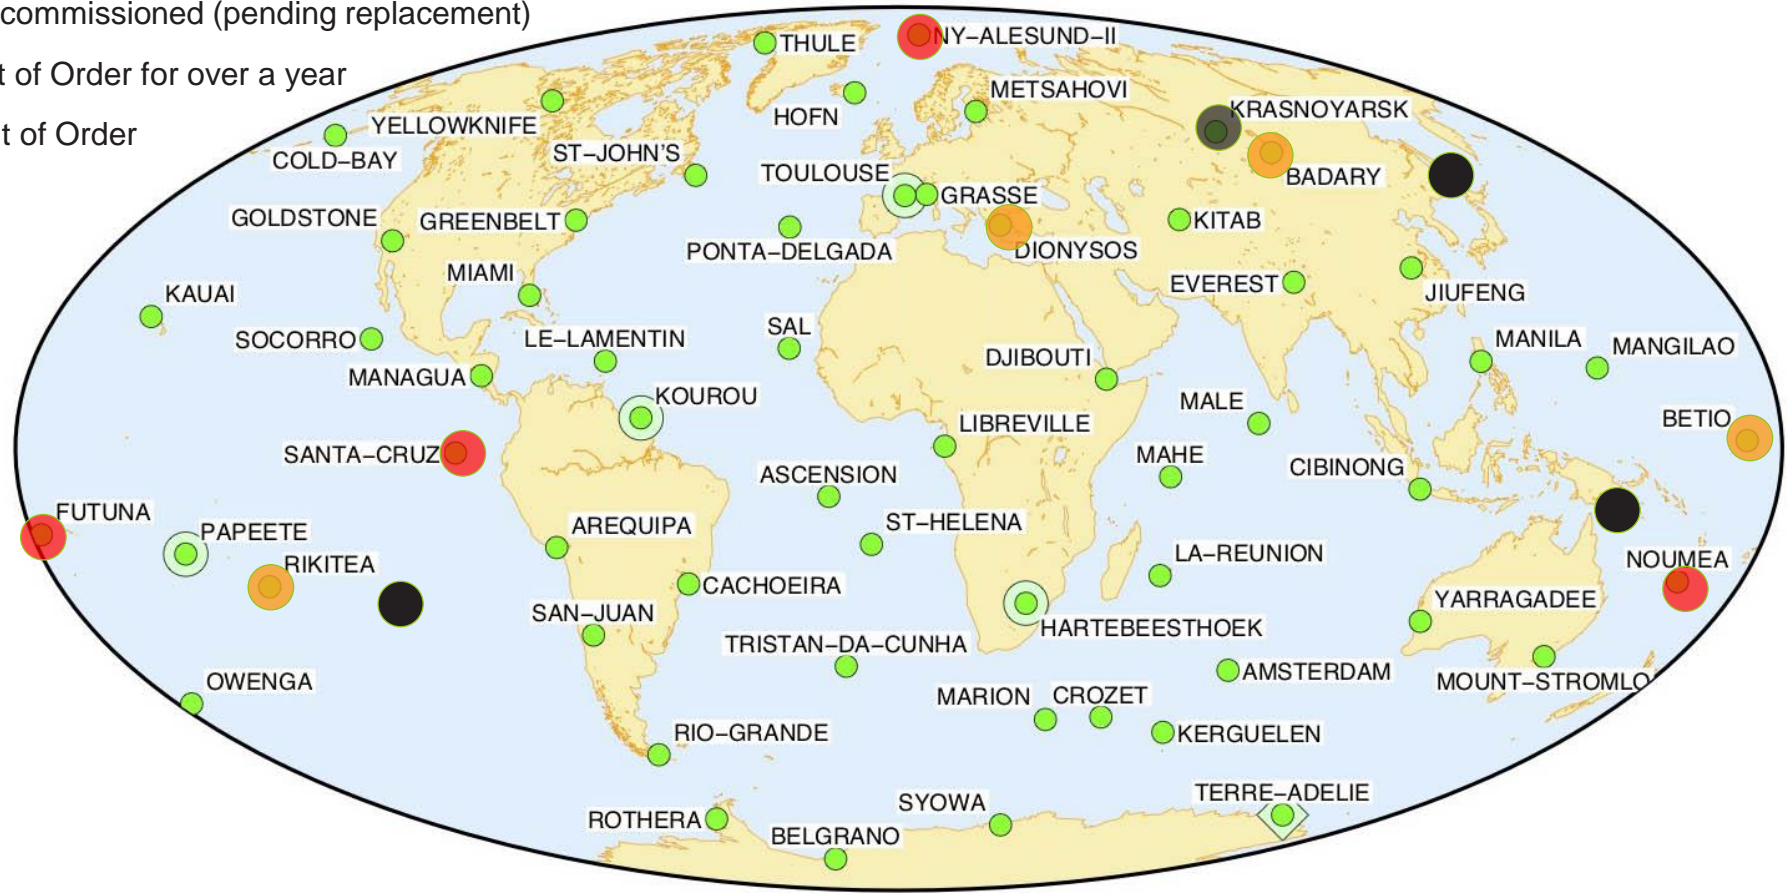 commissioned (pending replacement)
t of Order for over a year
t of Order
THULE
NY-ALESUND-II
HOFN
METSAHOVI
KRASNOYARSK
YELLOWKNIFE
COLD-BAY
ST-JOHN'S
TOULOUSE
GRASSE
BADARY
GOLDSTONE
GREENBELT
PONTA-DELGADA
DIONYSOS
KITAB
MIAMI
EVEREST
JIUFENG
KAUAI
SOCORRO
LE-LAMENTIN
SAL
MANILA
MANGILAO
MANAGUA
DJIBOUTI
KOUROU
MALE
BETIO
SANTA-CRUZ
LIBREVILLE
MAHE
CIBINONG
ASCENSION
FUTUNA
PAPEETE
AREQUIPA
ST-HELENA
RIKITEA
LA-REUNION
NOUMEA
CACHOEIRA
YARRAGADEE
SAN-JUAN
HARTEBEESTHOEK
TRISTAN-DA-CUNHA
OWENGA
AMSTERDAM
MOUNT-STROMLO
MARION
CROZET
RIO-GRANDE
KERGUELEN
TERRE-ADELIE
SYOWA
ROTHERA
BELGRANO